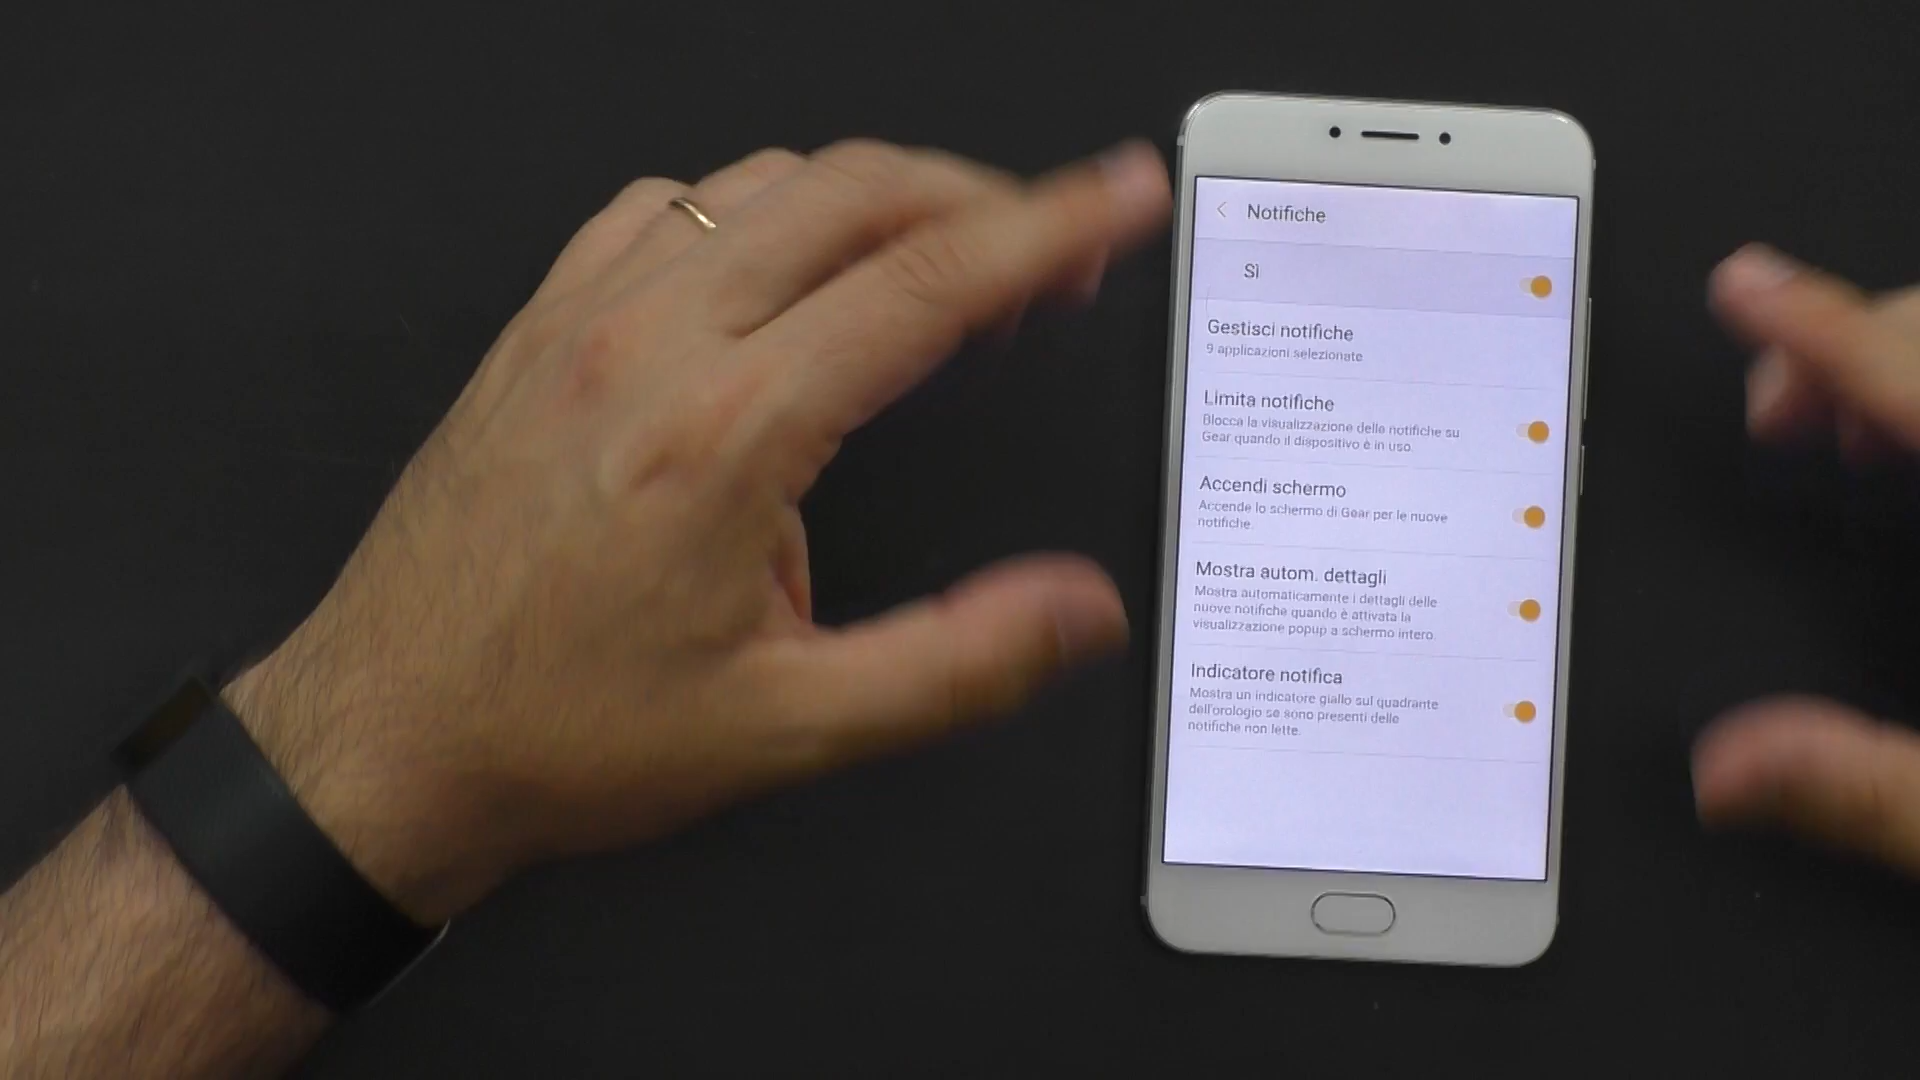 Notifiche
Sì
Gestisci notifiche
9 applicazioni selezionate
Limita notifiche
Blocca la visualizzazione delle notifiche su
Gear quando il dispositivo è in uso.
Accendi schermo
Accende lo schermo di Gear per le nuove
notifiche.
Mostra autom. dettagli
Mostra automaticamente i dettagli delle
nuove notifiche quando è attivata la
visualizzazione popup a schermo intero.
Indicatore notifica
Mostra un indicatore giallo sul quadrante
dell'orologio se sono presenti delle
notifiche non lette.